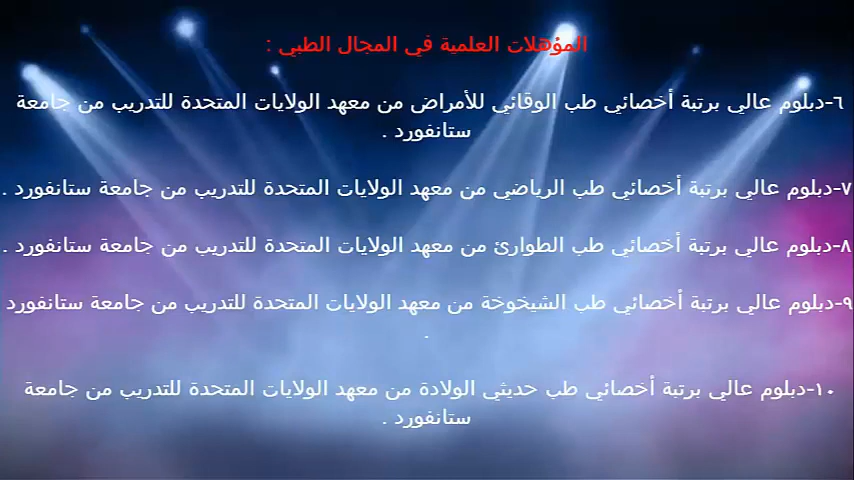 المؤهلات العلمية في المجال الطبي :
٦-دبلوم عالي برتبة أخصائي طب الوقائي للأمراض من معهد الولايات المتحدة للتدريب من جامعة
ستانفورد .
٧-دبلوم عالي برتبة أخصائي طب الرياضي من معهد الولايات المتحدة للتدريب من جامعة ستانفورد .
٨-دبلوم عالي برتبة أخصائي طب الطوارئ من معهد الولايات المتحدة للتدريب من جامعة ستانفورد .
٩-دبلوم عالي برتبة أخصائي طب الشيخوخة من معهد الولايات المتحدة للتدريب من جامعة ستانفورد
.
١٠-دبلوم عالي برتبة أخصائي طب حديثي الولادة من معهد الولايات المتحدة للتدريب من جامعة
ستانفورد .